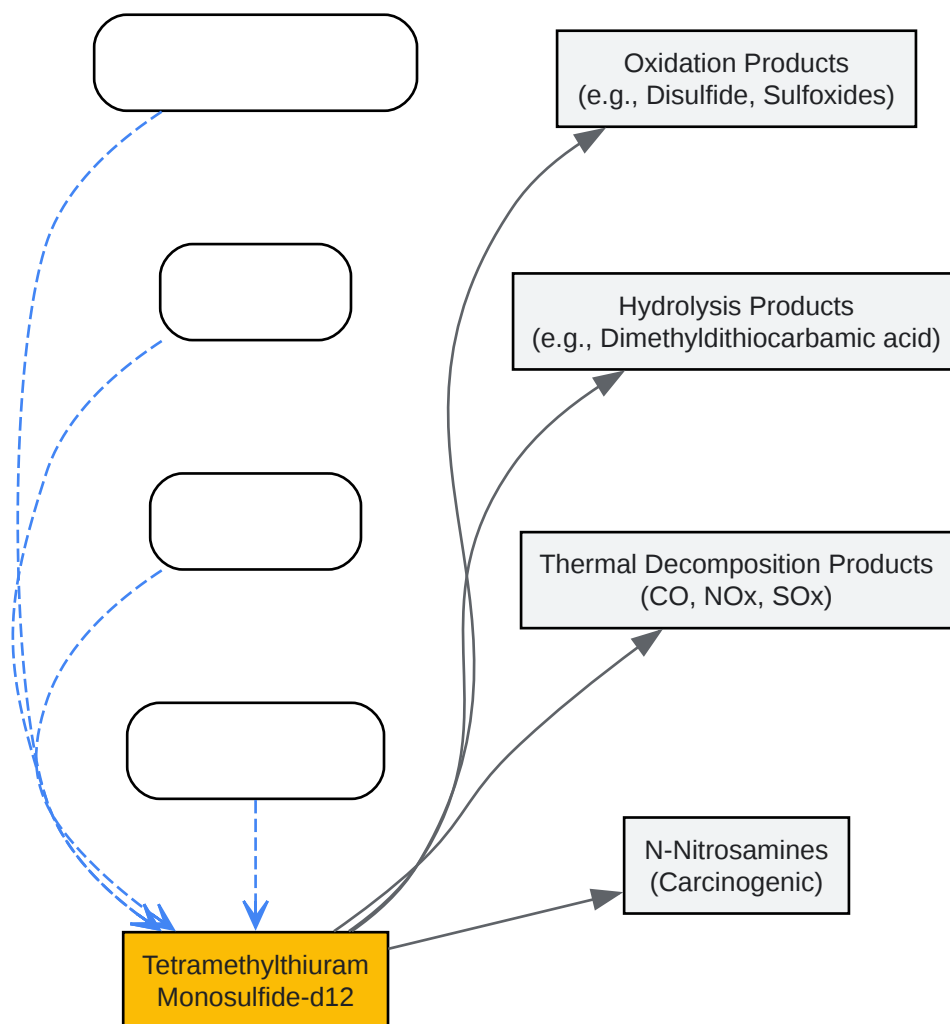 Oxidation Products
(e.g., Disulfide, Sulfoxides)
Hydrolysis Products
(e.g., Dimethyldithiocarbamic acid)
Thermal Decomposition Products
(CO, NOx, SOx)
N-Nitrosamines
(Carcinogenic)
Tetramethylthiuram
Monosulfide-d12